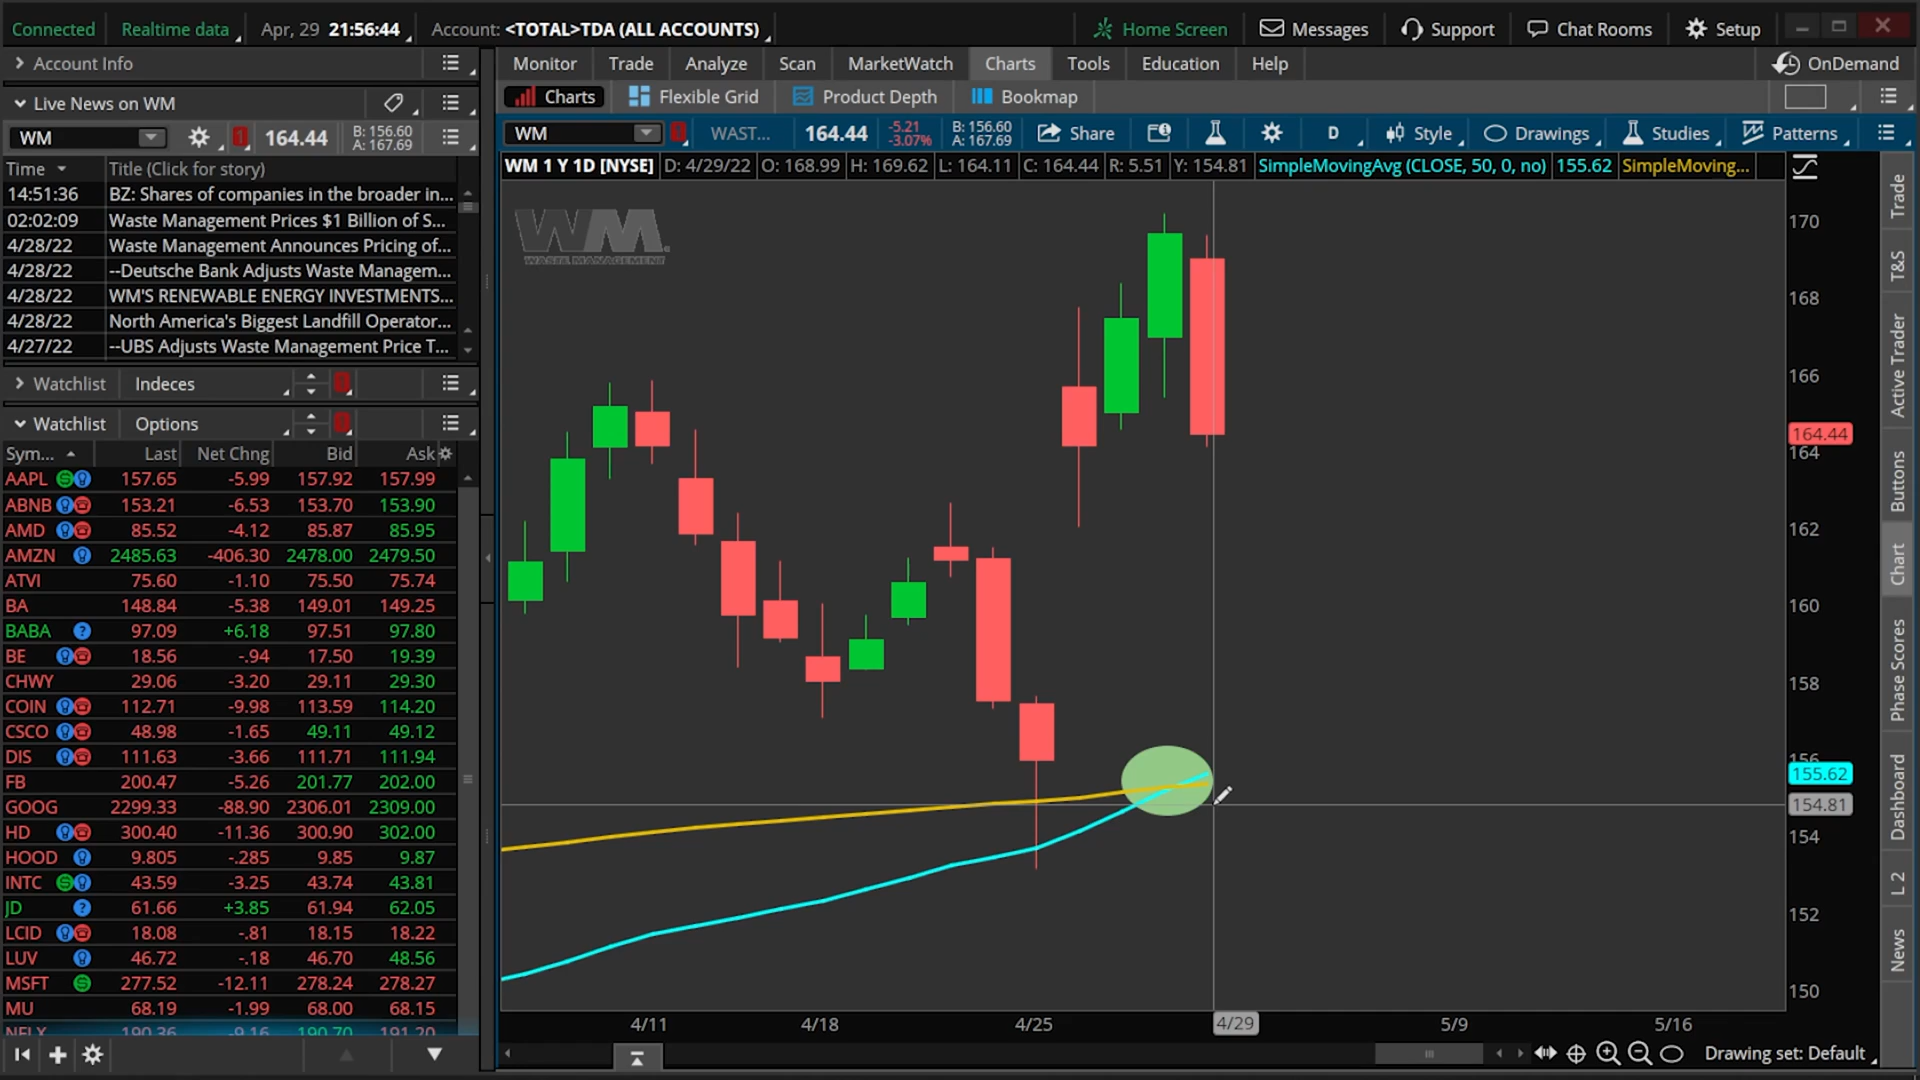 Connected Realtime data Apr, 29 21:56:44 Account: <TOTAL>TDA (ALL ACCOUNTS) Home Screen Messages Support Chat Rooms Setup
Account Info
Monitor Trade Analyze Scan MarketWatch Charts Tools Education Help OnDemand
Live News on WM
Charts Flexible Grid Product Depth Bookmap
WM 164.44 B: 156.60 A: 167.69
WM WAST... 164.44 -5.21 -3.07% B: 156.60 A: 167.69 Share D Style Drawings Studies Patterns
WM 1 Y 1D [NYSE] D: 4/29/22 O: 168.99 H: 169.62 L: 164.11 C: 164.44 R: 5.51 Y: 154.81 SimpleMovingAvg (CLOSE, 50, 0, no) 155.62 SimpleMoving...
Time Title (Click for story)
14:51:36 BZ: Shares of companies in the broader in...
02:02:09 Waste Management Prices $1 Billion of S...
4/28/22 Waste Management Announces Pricing of...
4/28/22 --Deutsche Bank Adjusts Waste Managem...
4/28/22 WM'S RENEWABLE ENERGY INVESTMENTS...
4/28/22 North America's Biggest Landfill Operator...
4/27/22 --UBS Adjusts Waste Management Price T...
Watchlist Indeces
Watchlist Options
Sym... Last Net Chng Bid Ask
AAPL 157.65 -5.99 157.92 157.99
ABNB 153.21 -6.53 153.70 153.90
AMD 85.52 -4.12 85.87 85.95
AMZN 2485.63 -406.30 2478.00 2479.50
ATVI 75.60 -1.10 75.50 75.74
BA 148.84 -5.38 149.01 149.25
BABA 97.09 +6.18 97.51 97.80
BE 18.56 -.94 17.50 19.39
CHWY 29.06 -3.20 29.11 29.30
COIN 112.71 -9.98 113.59 114.20
CSCO 48.98 -1.65 49.11 49.12
DIS 111.63 -3.66 111.71 111.94
FB 200.47 -5.26 201.77 202.00
GOOG 2299.33 -88.90 2306.01 2309.00
HD 300.40 -11.36 300.90 302.00
HOOD 9.805 -.285 9.85 9.87
INTC 43.59 -3.25 43.74 43.81
JD 61.66 +3.85 61.94 62.05
LCID 18.08 -.81 18.15 18.22
LUV 46.72 -.18 46.70 48.56
MSFT 277.52 -12.11 278.24 278.27
MU 68.19 -1.99 68.00 68.15
NFLX 190.36 -9.16 190.70 191.20
WM
WASTE MANAGEMENT
170
168
166
164.44
164
162
160
158
156
155.62
154.81
154
152
150
4/11 4/18 4/25 4/29 5/9 5/16
Drawing set: Default
Trade
T&S
Active Trader
Buttons
Chart
Phase Scores
Dashboard
L 2
News